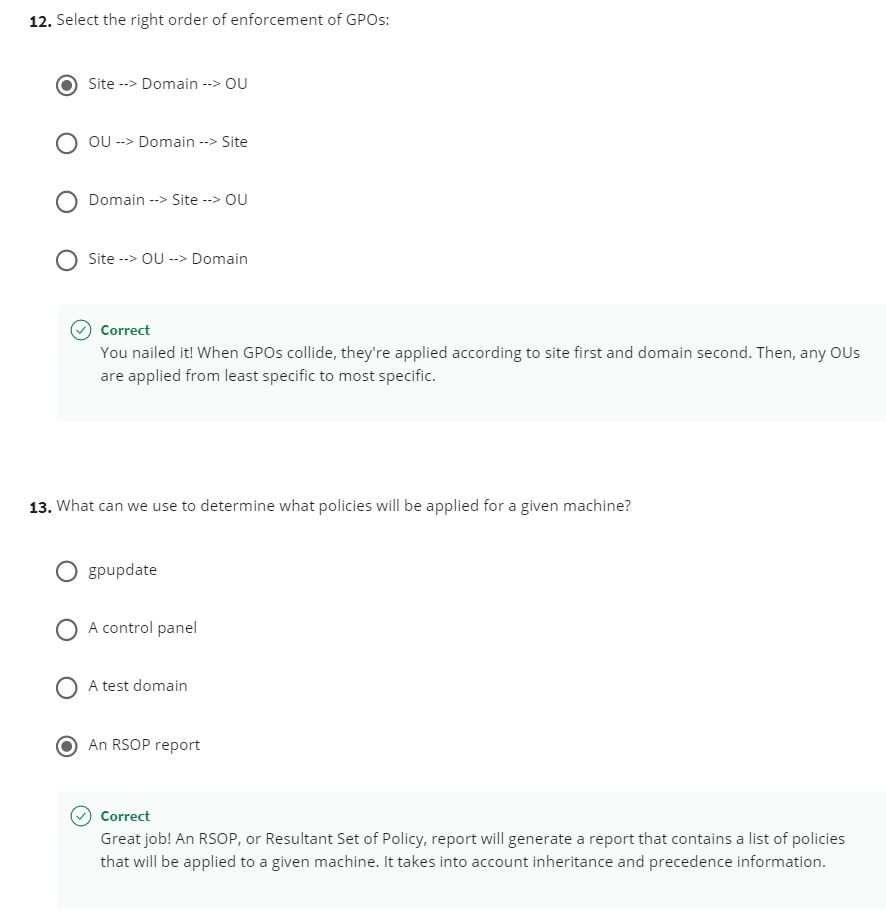 12. Select the right order of enforcement of GPOs:
Site --> Domain --> OU
OU --> Domain --> Site
Domain --> Site --> OU
Site --> OU --> Domain
Correct
You nailed it! When GPOs collide, they're applied according to site first and domain second. Then, any OUs
are applied from least specific to most specific.
13. What can we use to determine what policies will be applied for a given machine?
gpupdate
A control panel
A test domain
An RSOP report
Correct
Great job! An RSOP, or Resultant Set of Policy, report will generate a report that contains a list of policies
that will be applied to a given machine. It takes into account inheritance and precedence information.